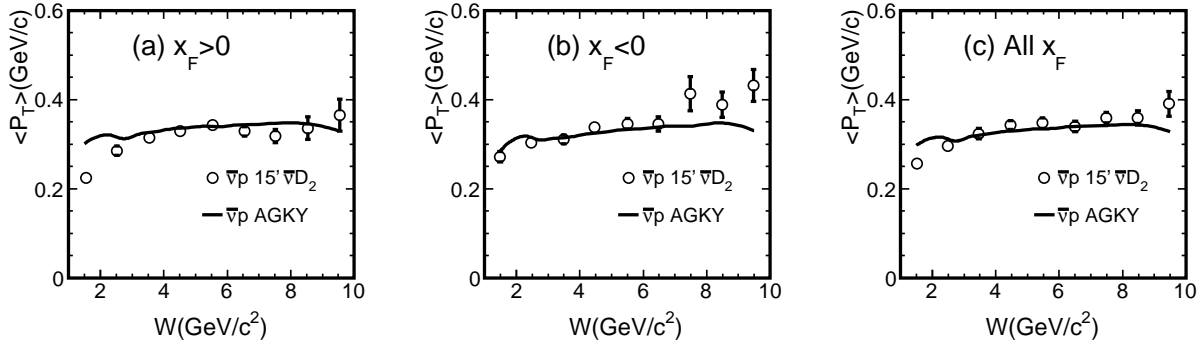 <P_T>(GeV/c)
0.6
0.4
0.2
0
(a) x_F>0
ν̄p 15' ν̄D_2
ν̄p AGKY
2 4 6 8 10
W(GeV/c^2)
<P_T>(GeV/c)
0.6
0.4
0.2
0
(b) x_F<0
ν̄p 15' ν̄D_2
ν̄p AGKY
2 4 6 8 10
W(GeV/c^2)
<P_T>(GeV/c)
0.6
0.4
0.2
0
(c) All x_F
ν̄p 15' ν̄D_2
ν̄p AGKY
2 4 6 8 10
W(GeV/c^2)